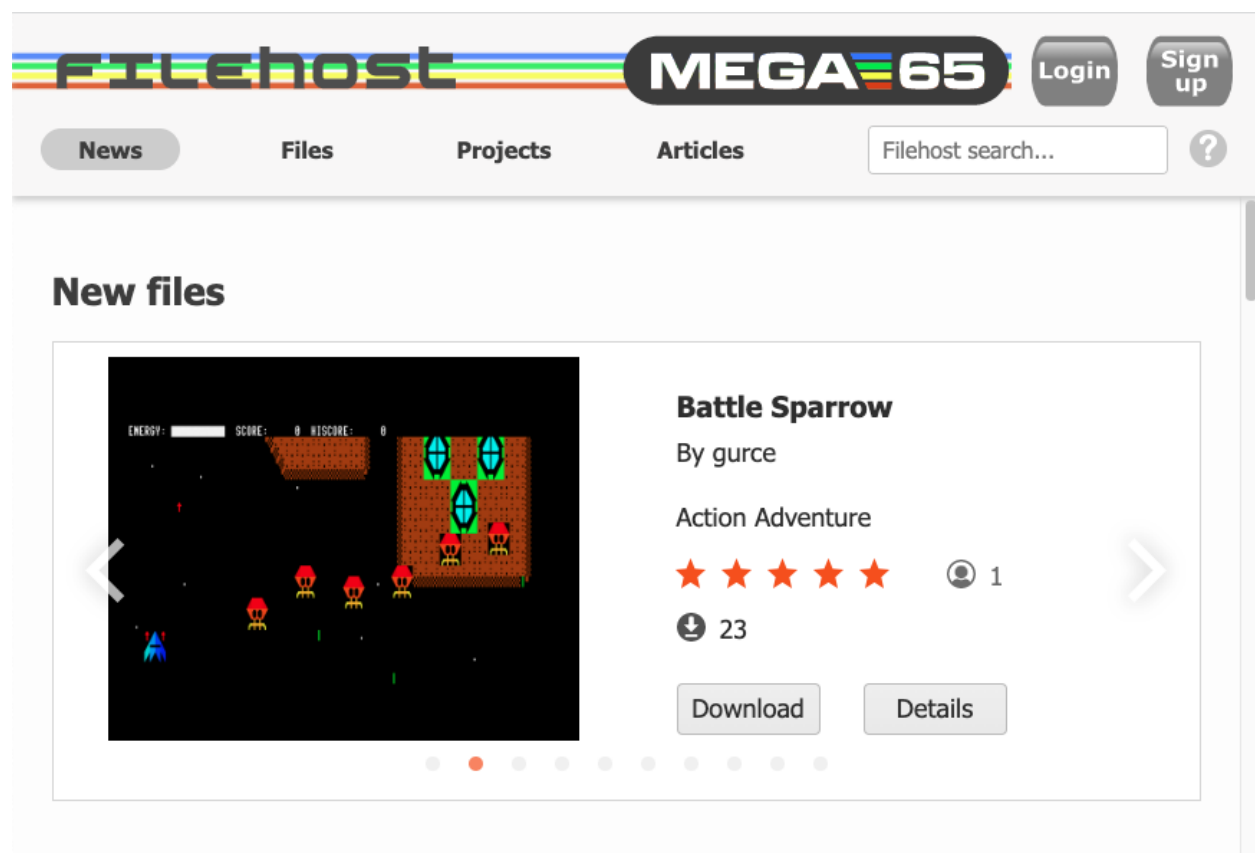 FILEhost MEGA65 Login Sign up
News Files Projects Articles Filehost search... ?
New files
ENERGY: SCORE: 0 HISCORE: 0
Battle Sparrow
By gurce
Action Adventure
1
23
Download Details